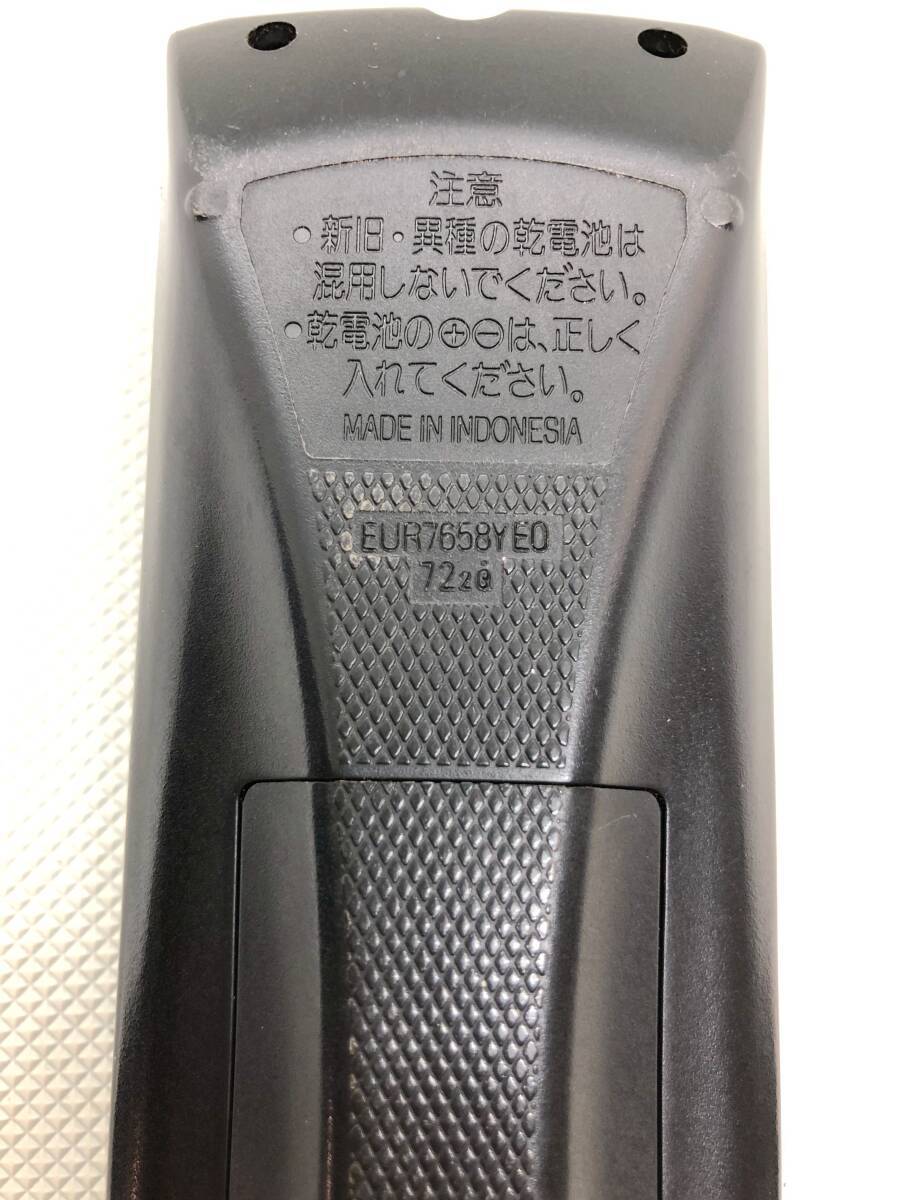 注意
•新旧・異種の乾電池は
混用しないでください。
•乾電池の⊕⊖は、正しく
入れてください。
MADE IN INDONESIA
EUR7658YE0